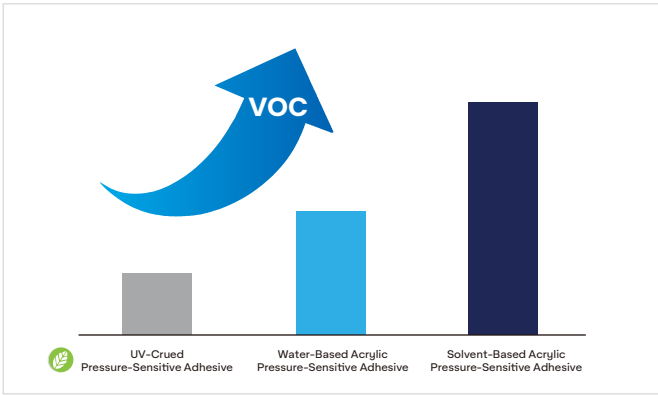 VOC
UV-Crued
Pressure-Sensitive Adhesive
Water-Based Acrylic
Pressure-Sensitive Adhesive
Solvent-Based Acrylic
Pressure-Sensitive Adhesive